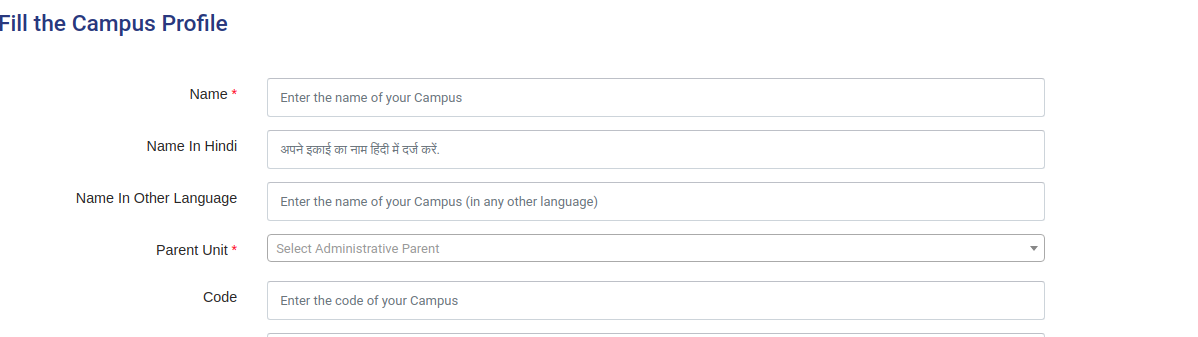 Fill the Campus Profile
Name * Enter the name of your Campus
Name In Hindi अपने इकाई का नाम हिंदी में दर्ज करें.
Name In Other Language Enter the name of your Campus (in any other language)
Parent Unit * Select Administrative Parent
Code Enter the code of your Campus